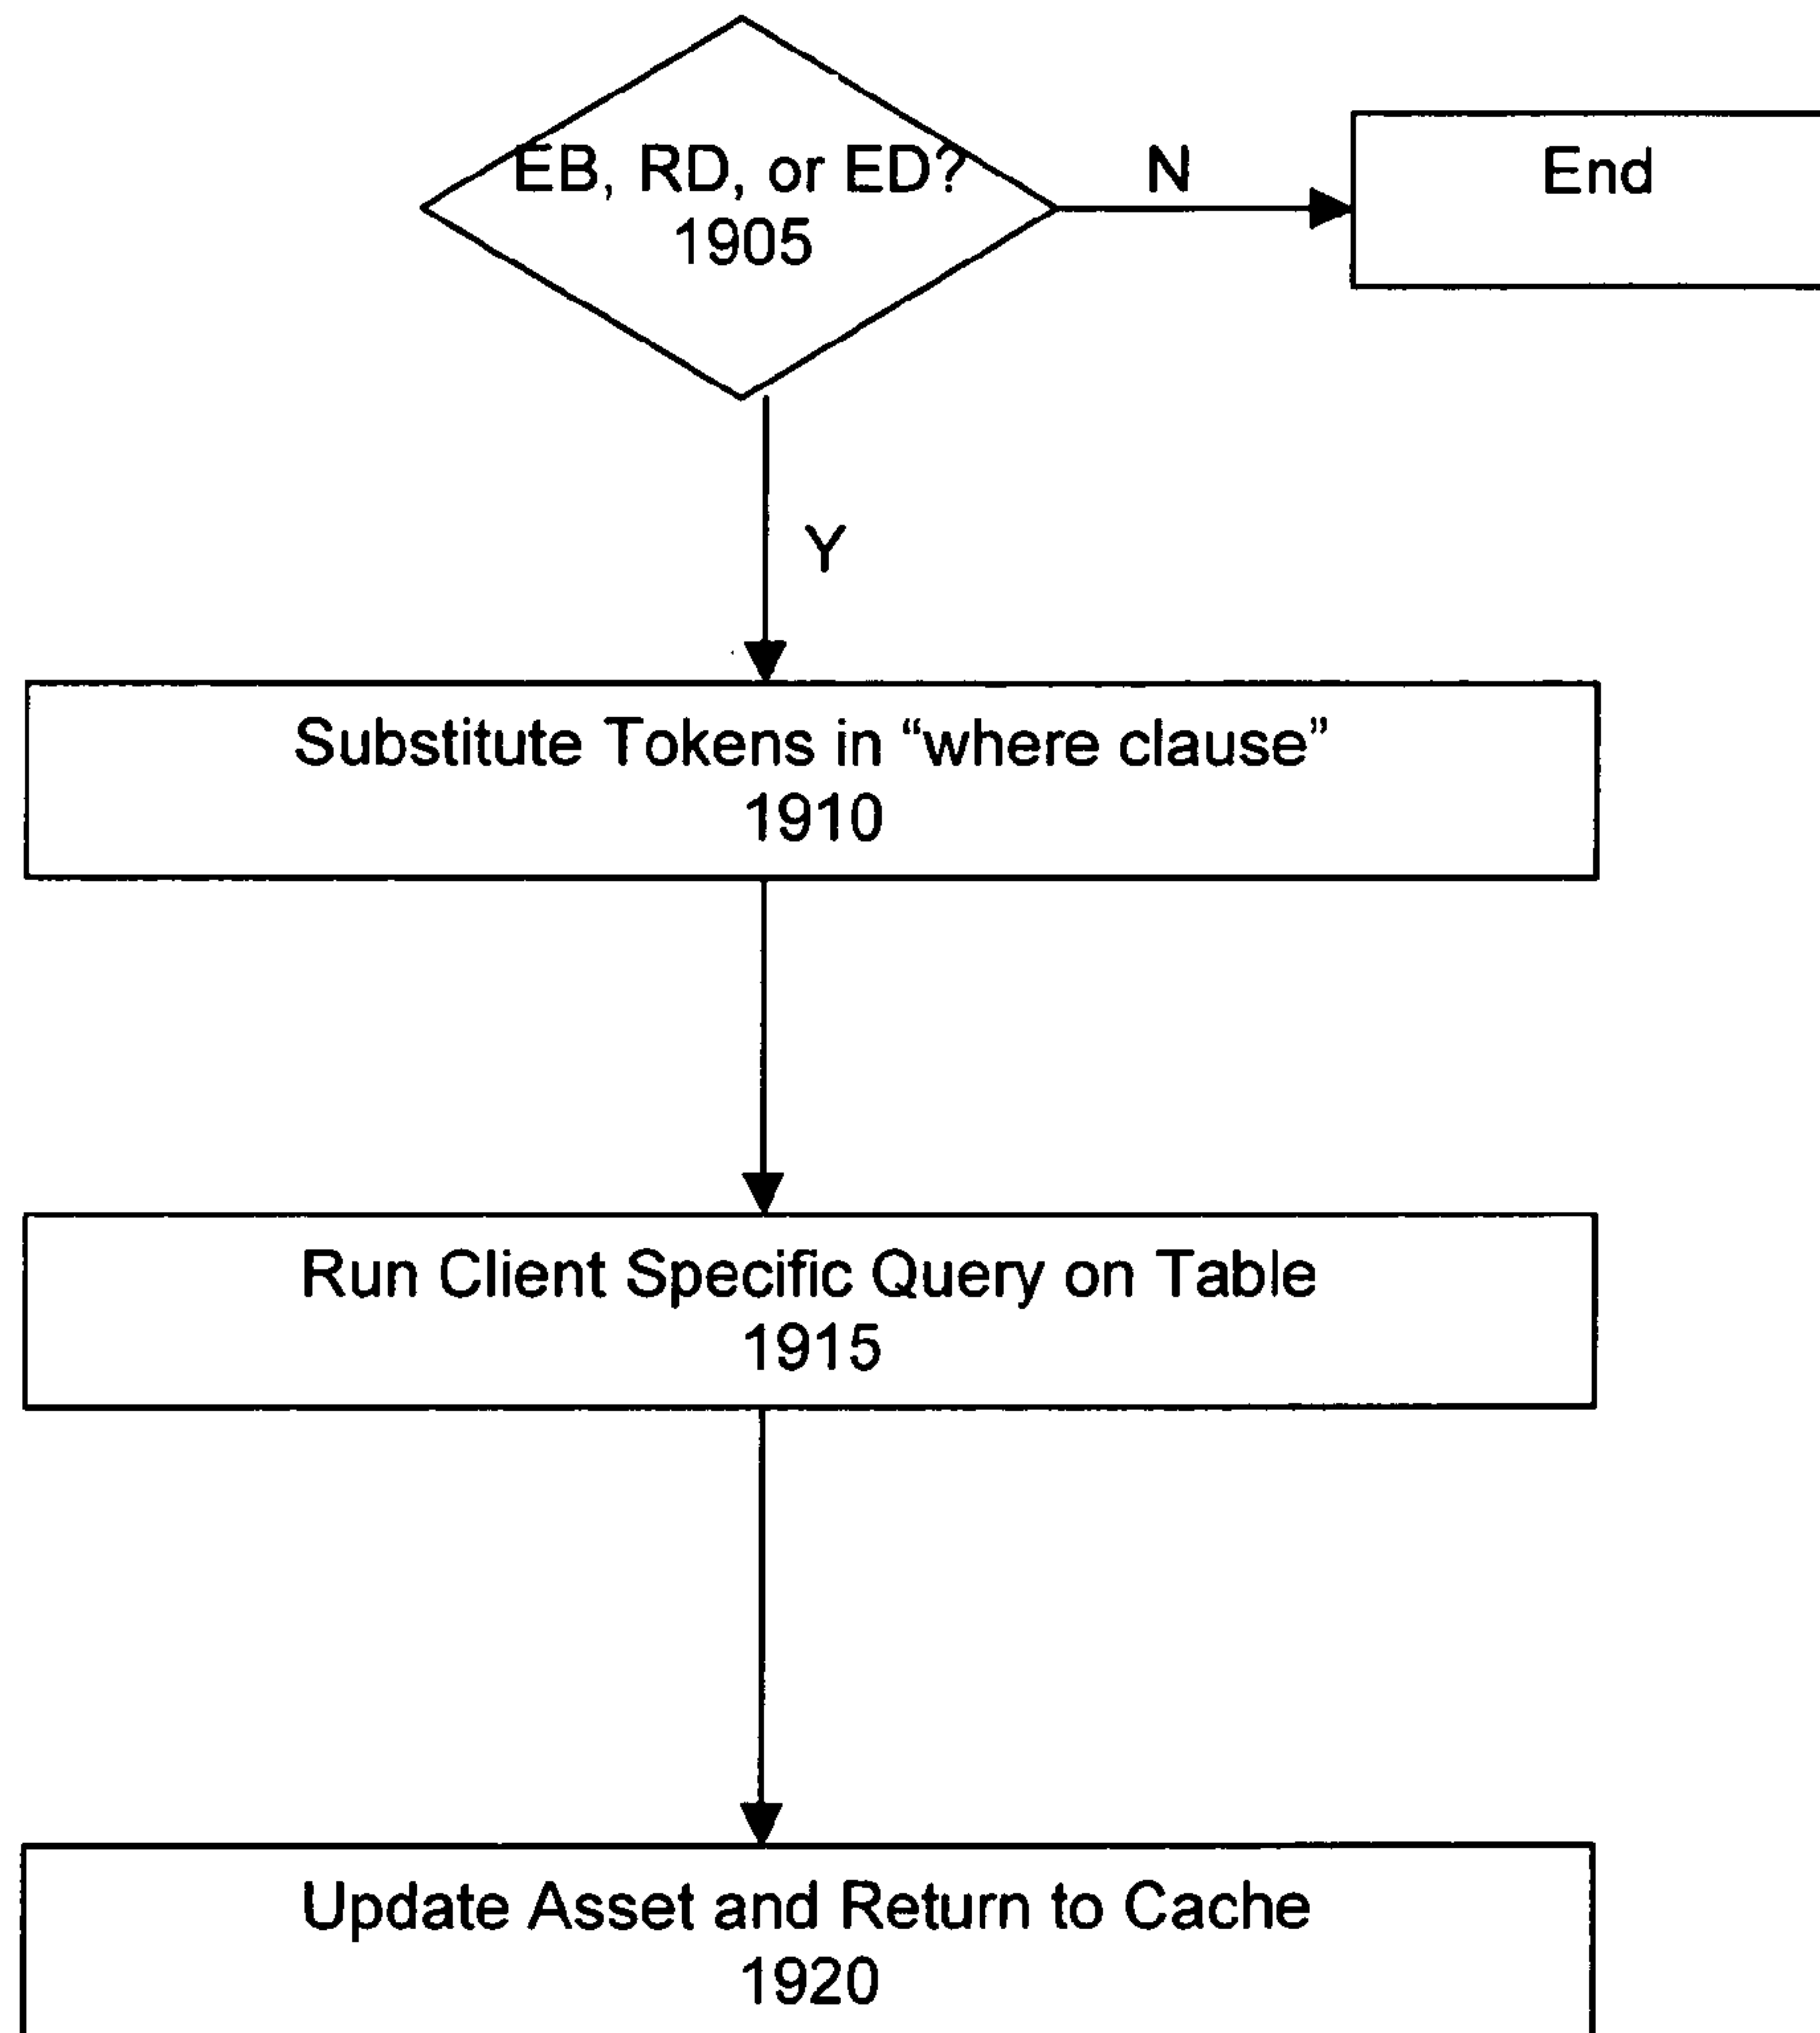 EB, RD, or ED?
1905
N
End
Y
Substitute Tokens in “where clause”
1910
Run Client Specific Query on Table
1915
Update Asset and Return to Cache
1920